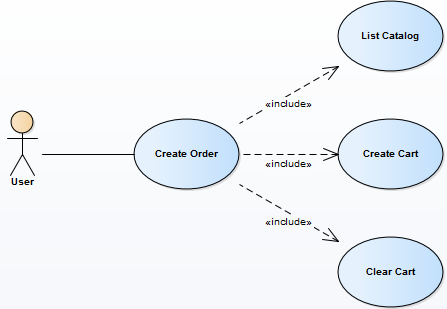 List Catalog
«include»
User
Create Order
«include»
Create Cart
«include»
Clear Cart